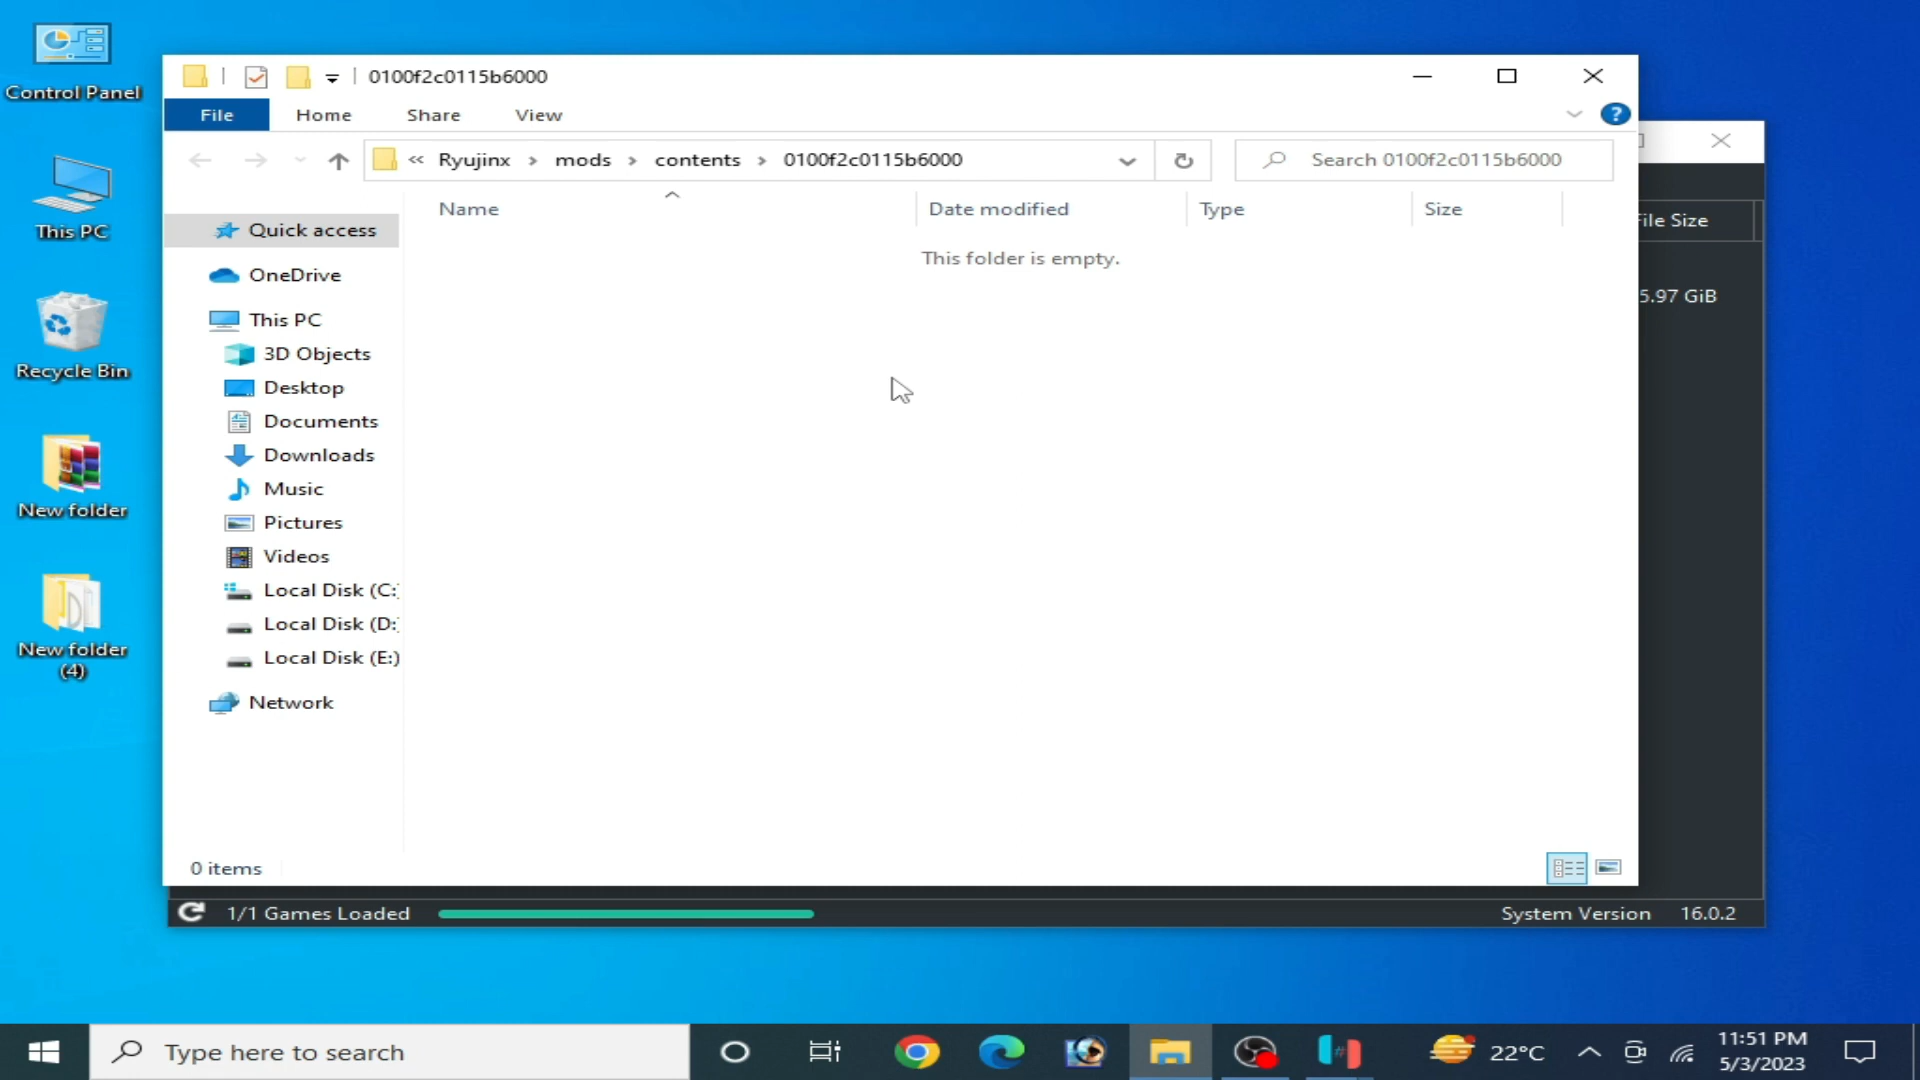 Control Panel
This PC
Recycle Bin
New folder
New folder
(4)
0100f2c0115b6000
File
Home
Share
View
?
« Ryujinx › mods › contents › 0100f2c0115b6000
Search 0100f2c0115b6000
Name
Date modified
Type
Size
This folder is empty.
Quick access
OneDrive
This PC
3D Objects
Desktop
Documents
Downloads
Music
Pictures
Videos
Local Disk (C:
Local Disk (D:
Local Disk (E:)
Network
0 items
File Size
5.97 GiB
1/1 Games Loaded
System Version 16.0.2
Type here to search
22°C
11:51 PM
5/3/2023